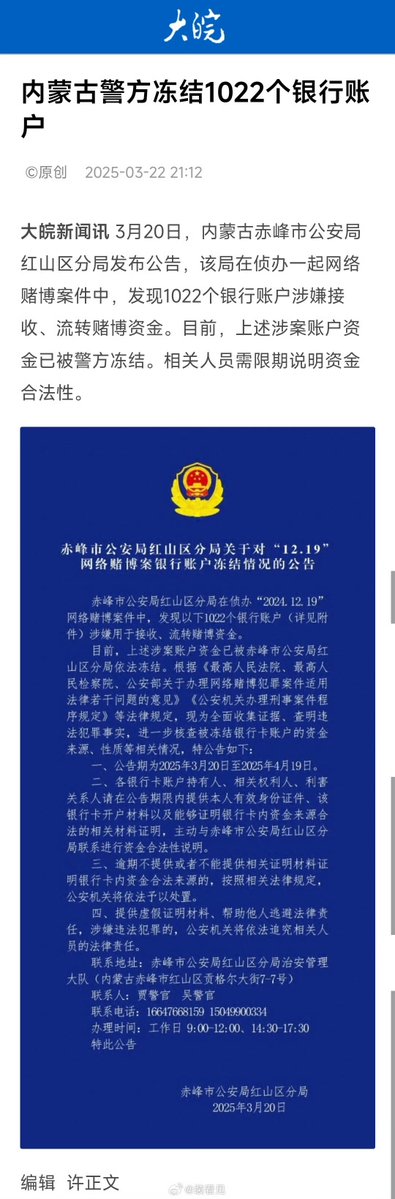 大皖
内蒙古警方冻结1022个银行账
户
©原创 2025-03-22 21:12
大皖新闻讯 3月20日，内蒙古赤峰市公安局
红山区分局发布公告，该局在侦办一起网络
赌博案件中，发现1022个银行账户涉嫌接
收、流转赌博资金。目前，上述涉案账户资
金已被警方冻结。相关人员需限期说明资金
合法性。
赤峰市公安局红山区分局关于对“12.19”
网络赌博案银行账户冻结情况的公告
赤峰市公安局红山区分局在侦办“2024.12.19”
网络赌博案件中，发现以下1022个银行账户（详见附
件）涉嫌用于接收、流转赌博资金。
目前，上述涉案账户资金已被赤峰市公安局红
山区分局依法冻结。根据《最高人民法院、最高人
民检察院、公安部关于办理网络赌博犯罪案件适用
法律若干问题的意见》《公安机关办理刑事案件程
序规定》等法律规定，现为全面收集证据、查明违
法犯罪事实，进一步核查被冻结银行卡账户的资金
来源、性质等相关情况，特公告如下：
一、公告期为2025年3月20日至2025年4月19日。
二、各银行卡账户持有人、相关权利人、利害
关系人请在公告期限内提供本人有效身份证件、该
银行卡开户材料以及能够证明银行卡内资金来源合
法的相关材料证明，主动与赤峰市公安局红山区分
局联系进行资金合法性说明。
三、逾期不提供或者不能提供相关证明材料证
明银行卡内资金合法来源的，按照相关法律规定，
公安机关将依法予以处置。
四、提供虚假证明材料、帮助他人逃避法律责
任，涉嫌违法犯罪的，公安机关将依法追究相关人
员的法律责任。
联系地址：赤峰市公安局红山区分局治安管理
大队（内蒙古赤峰市红山区贡格尔大街7-7号）
联系人：贾警官 吴警官
联系电话：16647668159 15049900334
办理时间：工作日 9:00-12:00、14:30-17:30
特此公告
赤峰市公安局红山区分局
2025年3月20日
编辑 许正文